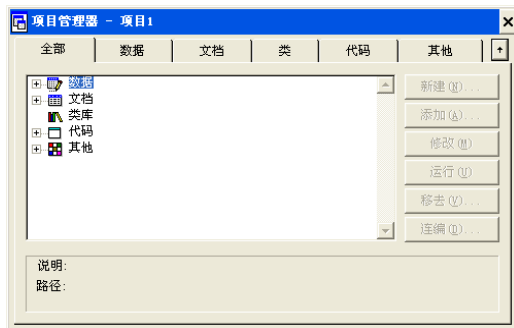 项目管理器 - 项目1
全部 数据 文档 类 代码 其他
数据
文档
类库
代码
其他
新建(N)...
添加(A)...
修改(M)
运行(U)
移去(V)...
连编(D)...
说明:
路径: